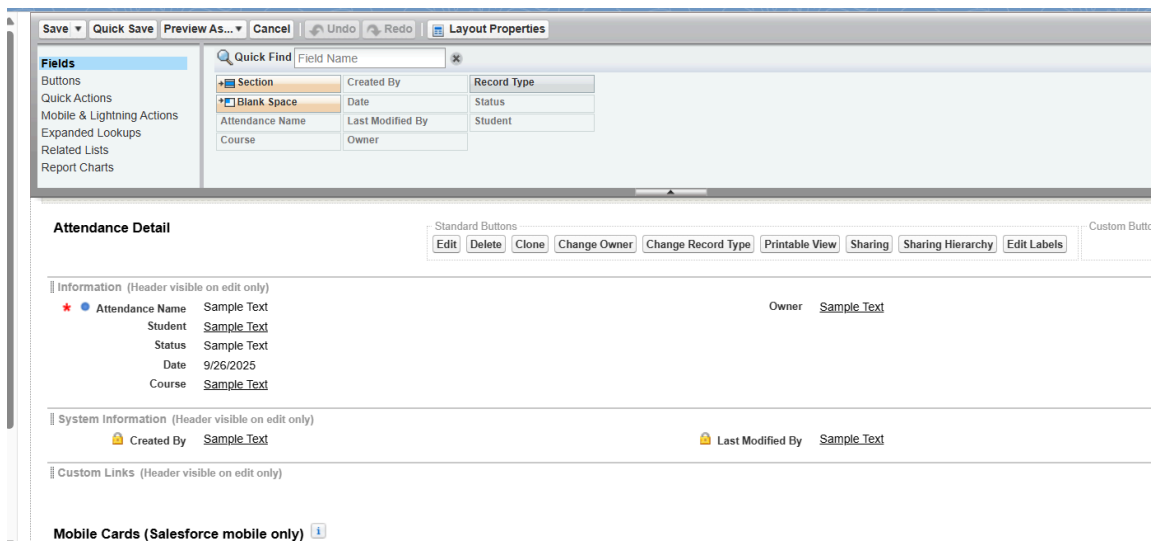 Save Quick Save Preview As... Cancel Undo Redo Layout Properties
Fields
Buttons
Quick Actions
Mobile & Lightning Actions
Expanded Lookups
Related Lists
Report Charts
Quick Find Field Name
Section Created By Record Type
Blank Space Date Status
Attendance Name Last Modified By Student
Course Owner
Attendance Detail
Standard Buttons
Edit Delete Clone Change Owner Change Record Type Printable View Sharing Sharing Hierarchy Edit Labels
Custom Butto
Information (Header visible on edit only)
* Attendance Name Sample Text Owner Sample Text
Student Sample Text
Status Sample Text
Date 9/26/2025
Course Sample Text
System Information (Header visible on edit only)
Created By Sample Text Last Modified By Sample Text
Custom Links (Header visible on edit only)
Mobile Cards (Salesforce mobile only) i